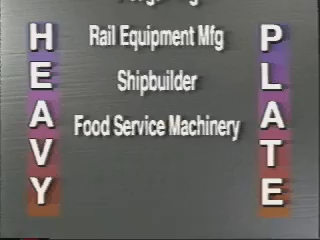 HEAVY
Rail Equipment Mfg
Shipbuilder
Food Service Machinery
PLATE